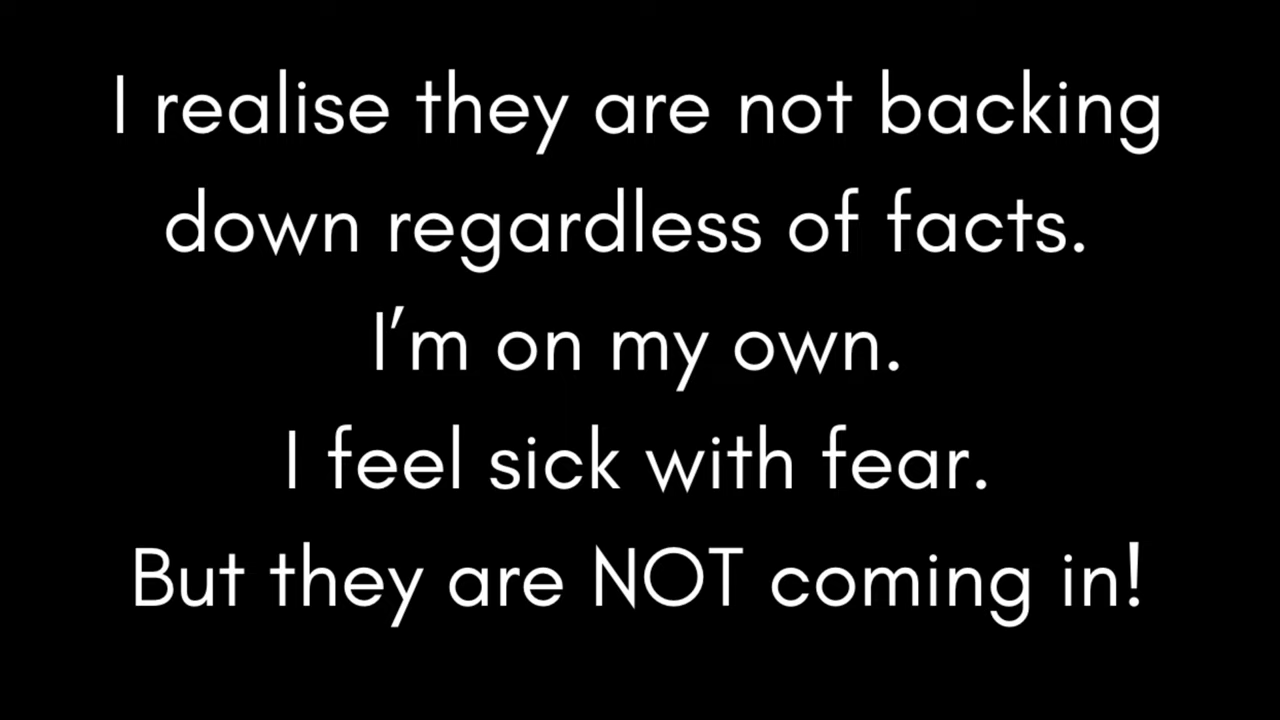 I realise they are not backing
down regardless of facts.
I’m on my own.
I feel sick with fear.
But they are NOT coming in!